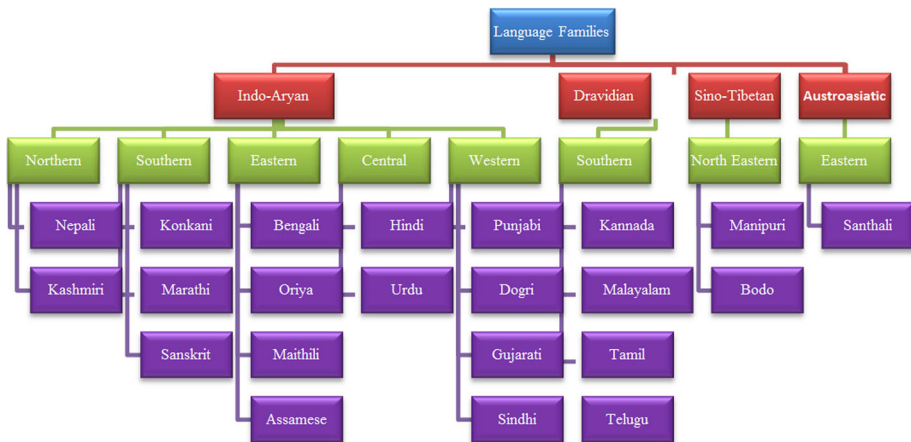 Language Families
Indo-Aryan
Dravidian
Sino-Tibetan
Austroasiatic
Northern
Southern
Eastern
Central
Western
Southern
North Eastern
Eastern
Nepali
Konkani
Bengali
Hindi
Punjabi
Kannada
Manipuri
Santhali
Kashmiri
Marathi
Oriya
Urdu
Dogri
Malayalam
Bodo
Sanskrit
Maithili
Gujarati
Tamil
Assamese
Sindhi
Telugu